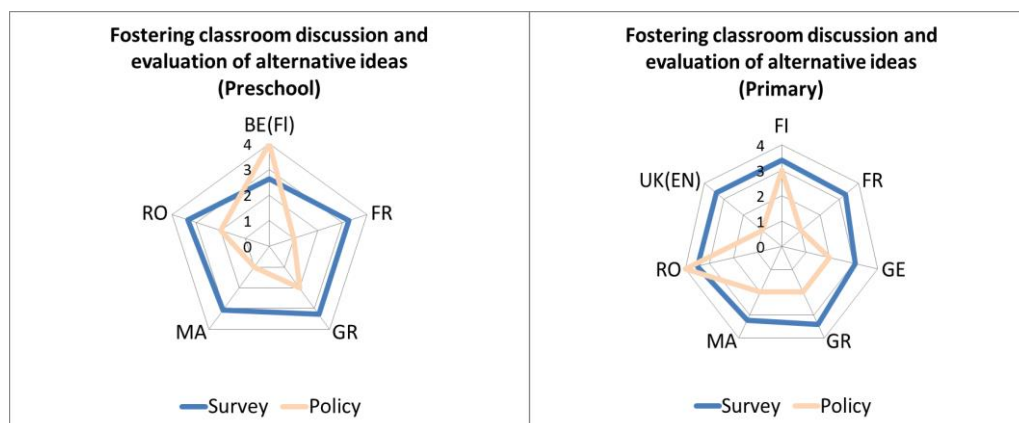 Fostering classroom discussion and
evaluation of alternative ideas
(Preschool)
BE(Fl)
4
3
2
1
0
RO
FR
MA
GR
Survey
Policy
Fostering classroom discussion and
evaluation of alternative ideas
(Primary)
FI
4
3
2
1
0
UK(EN)
FR
RO
GE
MA
GR
Survey
Policy